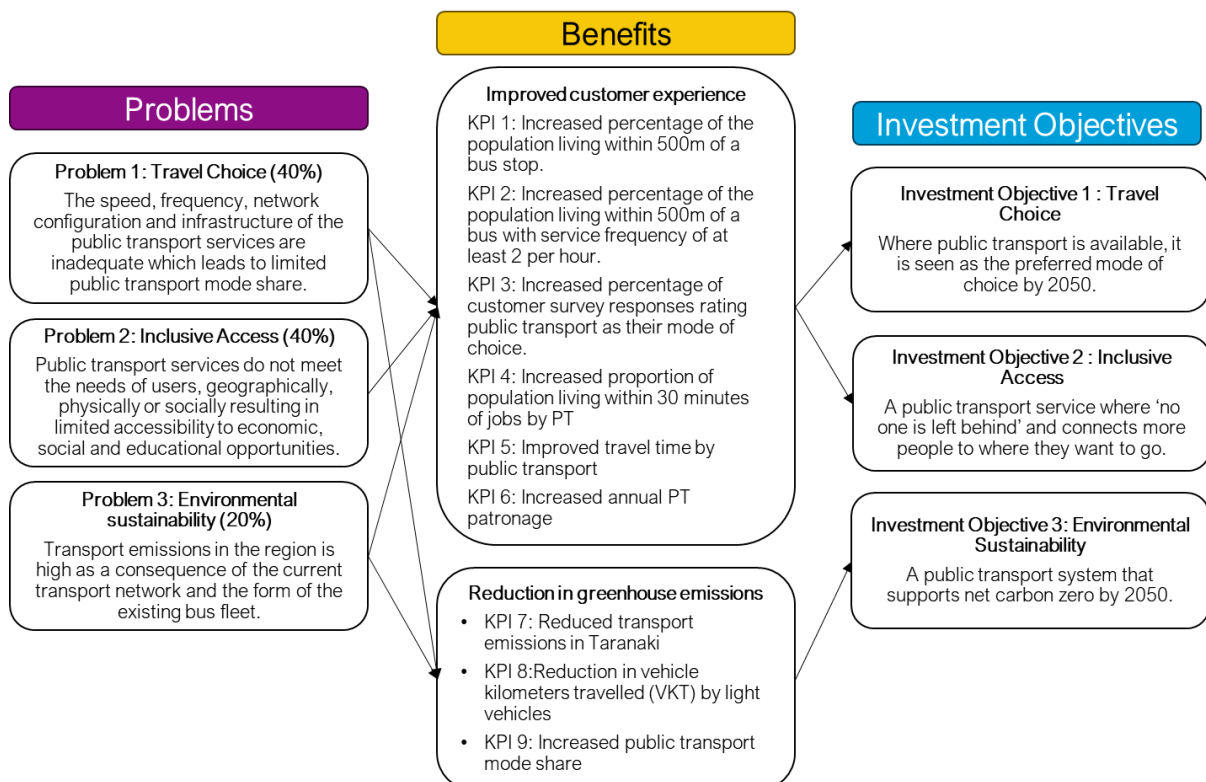 Benefits
Problems
Investment Objectives
Problem 1: Travel Choice (40%)
The speed, frequency, network
configuration and infrastructure of the
public transport services are
inadequate which leads to limited
public transport mode share.
Problem 2: Inclusive Access (40%)
Public transport services do not meet
the needs of users, geographically,
physically or socially resulting in
limited accessibility to economic,
social and educational opportunities.
Problem 3: Environmental
sustainability (20%)
Transport emissions in the region is
high as a consequence of the current
transport network and the form of the
existing bus fleet.
Improved customer experience
KPI 1: Increased percentage of the
population living within 500m of a
bus stop.
KPI 2: Increased percentage of the
population living within 500m of a
bus with service frequency of at
least 2 per hour.
KPI 3: Increased percentage of
customer survey responses rating
public transport as their mode of
choice.
KPI 4: Increased proportion of
population living within 30 minutes
of jobs by PT
KPI 5: Improved travel time by
public transport
KPI 6: Increased annual PT
patronage
Reduction in greenhouse emissions
• KPI 7: Reduced transport
emissions in Taranaki
• KPI 8:Reduction in vehicle
kilometers travelled (VKT) by light
vehicles
• KPI 9: Increased public transport
mode share
Investment Objective 1 : Travel
Choice
Where public transport is available, it
is seen as the preferred mode of
choice by 2050.
Investment Objective 2 : Inclusive
Access
A public transport service where ‘no
one is left behind’ and connects more
people to where they want to go.
Investment Objective 3: Environmental
Sustainability
A public transport system that
supports net carbon zero by 2050.